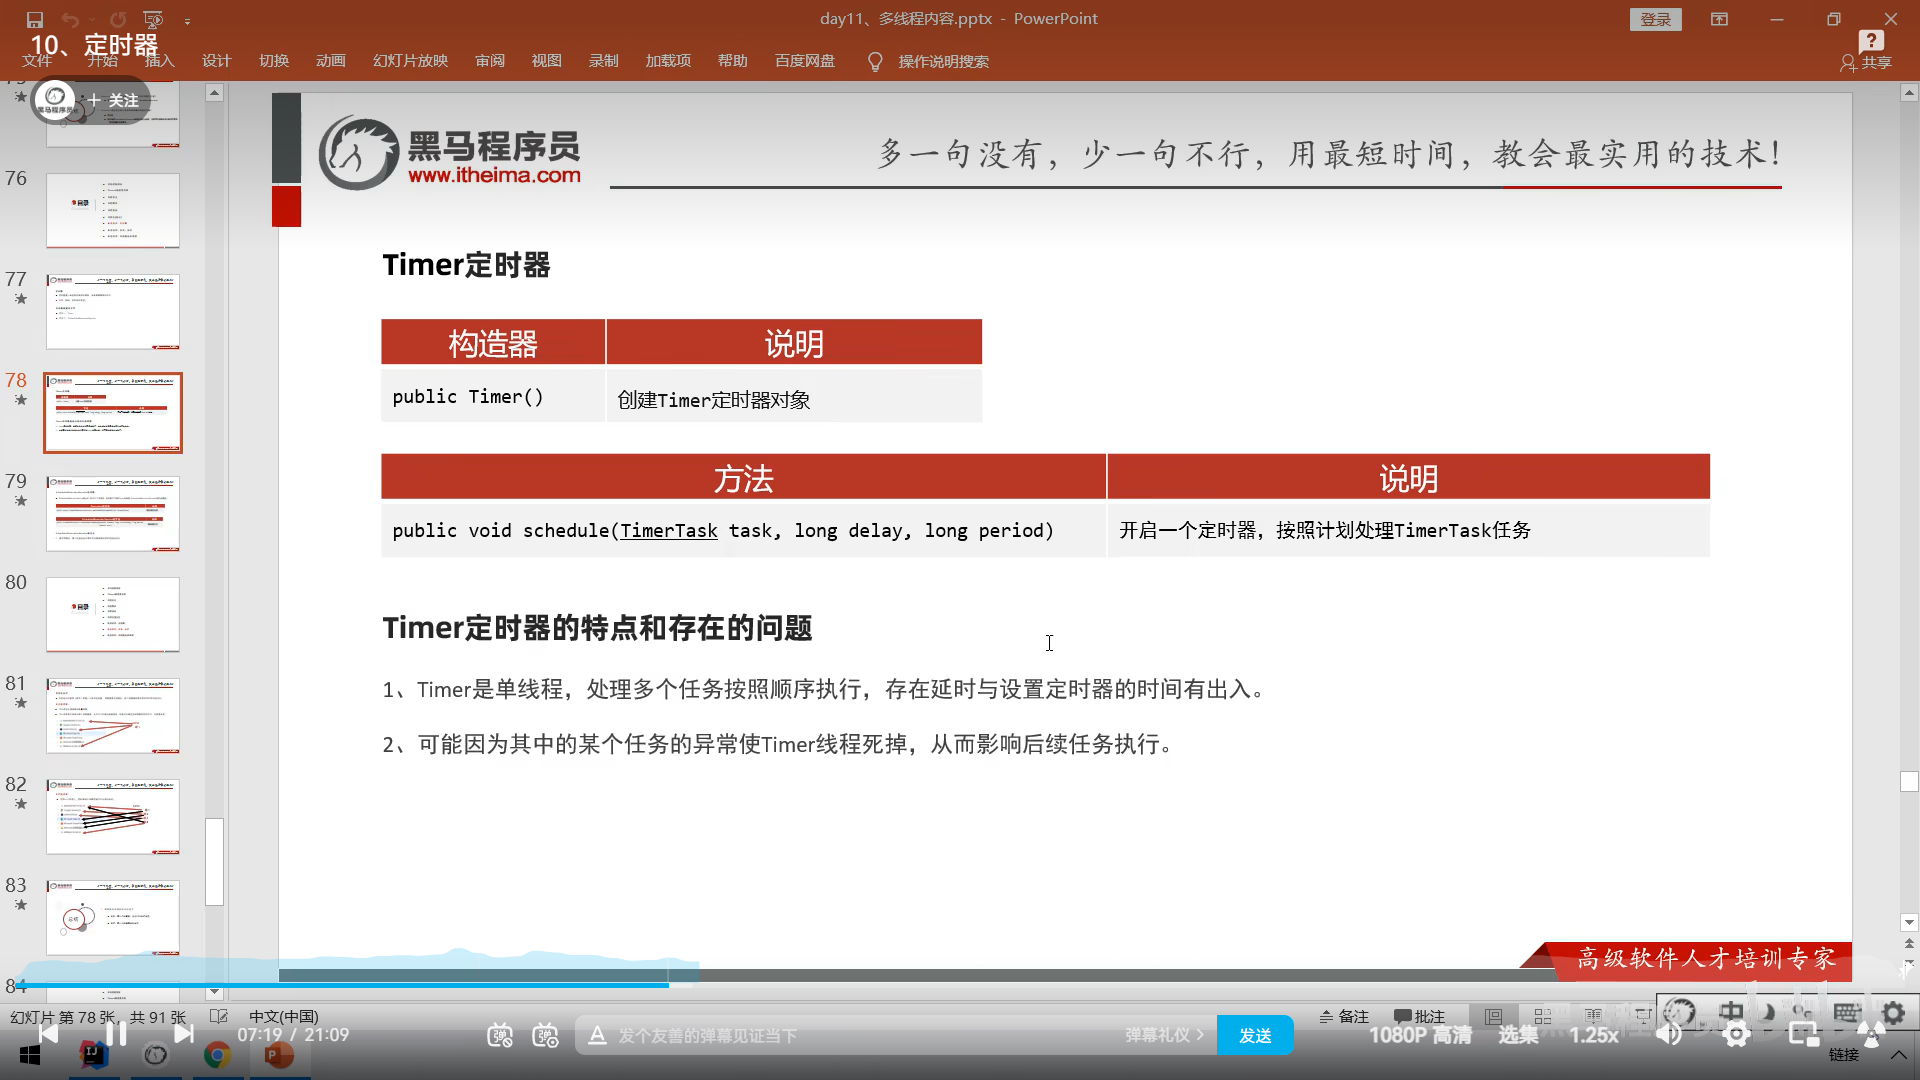 day11、多线程内容.pptx - PowerPoint
登录
10、定时器
文件 开始 插入 设计 切换 动画 幻灯片放映 审阅 视图 录制 加载项 帮助 百度网盘 操作说明搜索
共享
+ 关注
黑马程序员
www.itheima.com
多一句没有，少一句不行，用最短时间，教会最实用的技术！
76
77
78
79
80
81
82
83
84
Timer定时器
构造器 说明
public Timer() 创建Timer定时器对象
方法 说明
public void schedule(TimerTask task, long delay, long period) 开启一个定时器，按照计划处理TimerTask任务
Timer定时器的特点和存在的问题
1、Timer是单线程，处理多个任务按照顺序执行，存在延时与设置定时器的时间有出入。
2、可能因为其中的某个任务的异常使Timer线程死掉，从而影响后续任务执行。
高级软件人才培训专家
幻灯片 第 78 张，共 91 张 中文(中国) 备注 批注
07:19 / 21:09
发个友善的弹幕见证当下
弹幕礼仪 >
发送
1080P 高清
选集
1.25x
中
链接